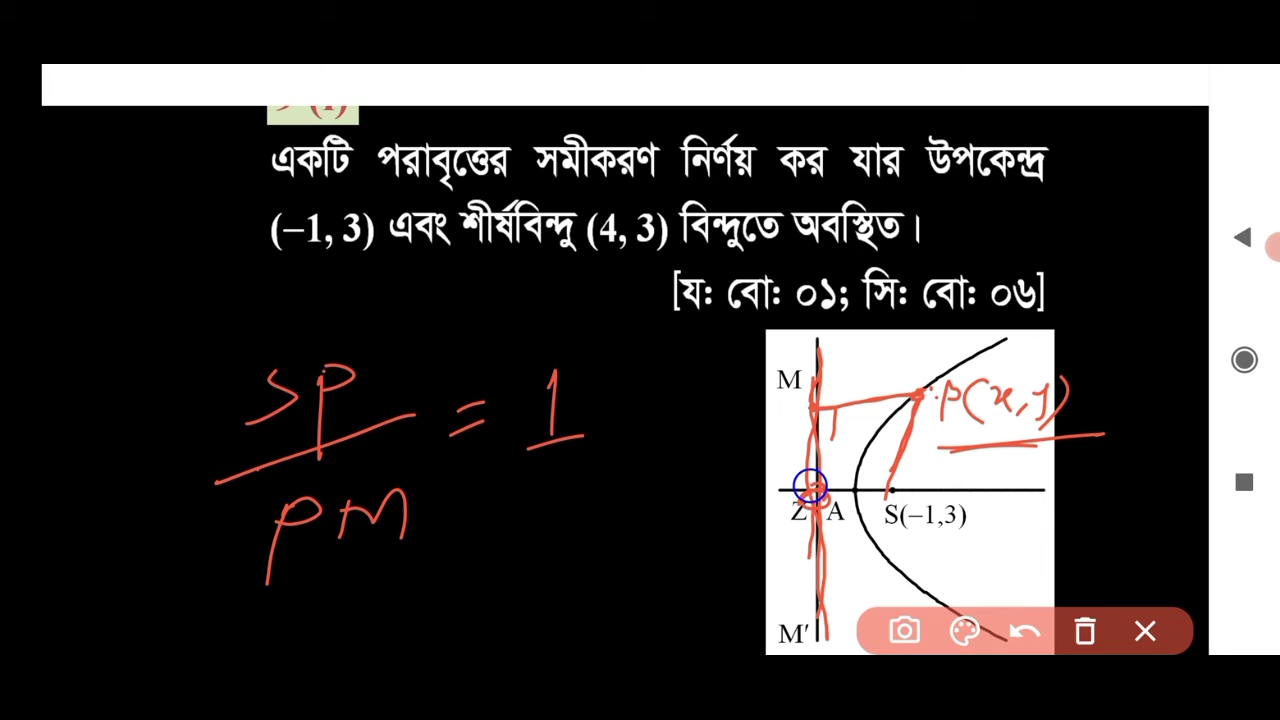 একটি পরাবৃত্তের সমীকরণ নির্ণয় কর যার উপকেন্দ্র
(–1, 3) এবং শীর্ষবিন্দু (4, 3) বিন্দুতে অবস্থিত।
[যঃ বোঃ ০১; সিঃ বোঃ ০৬]
SP
= 1
PM
M
P(x, y)
Z A S(–1,3)
M′